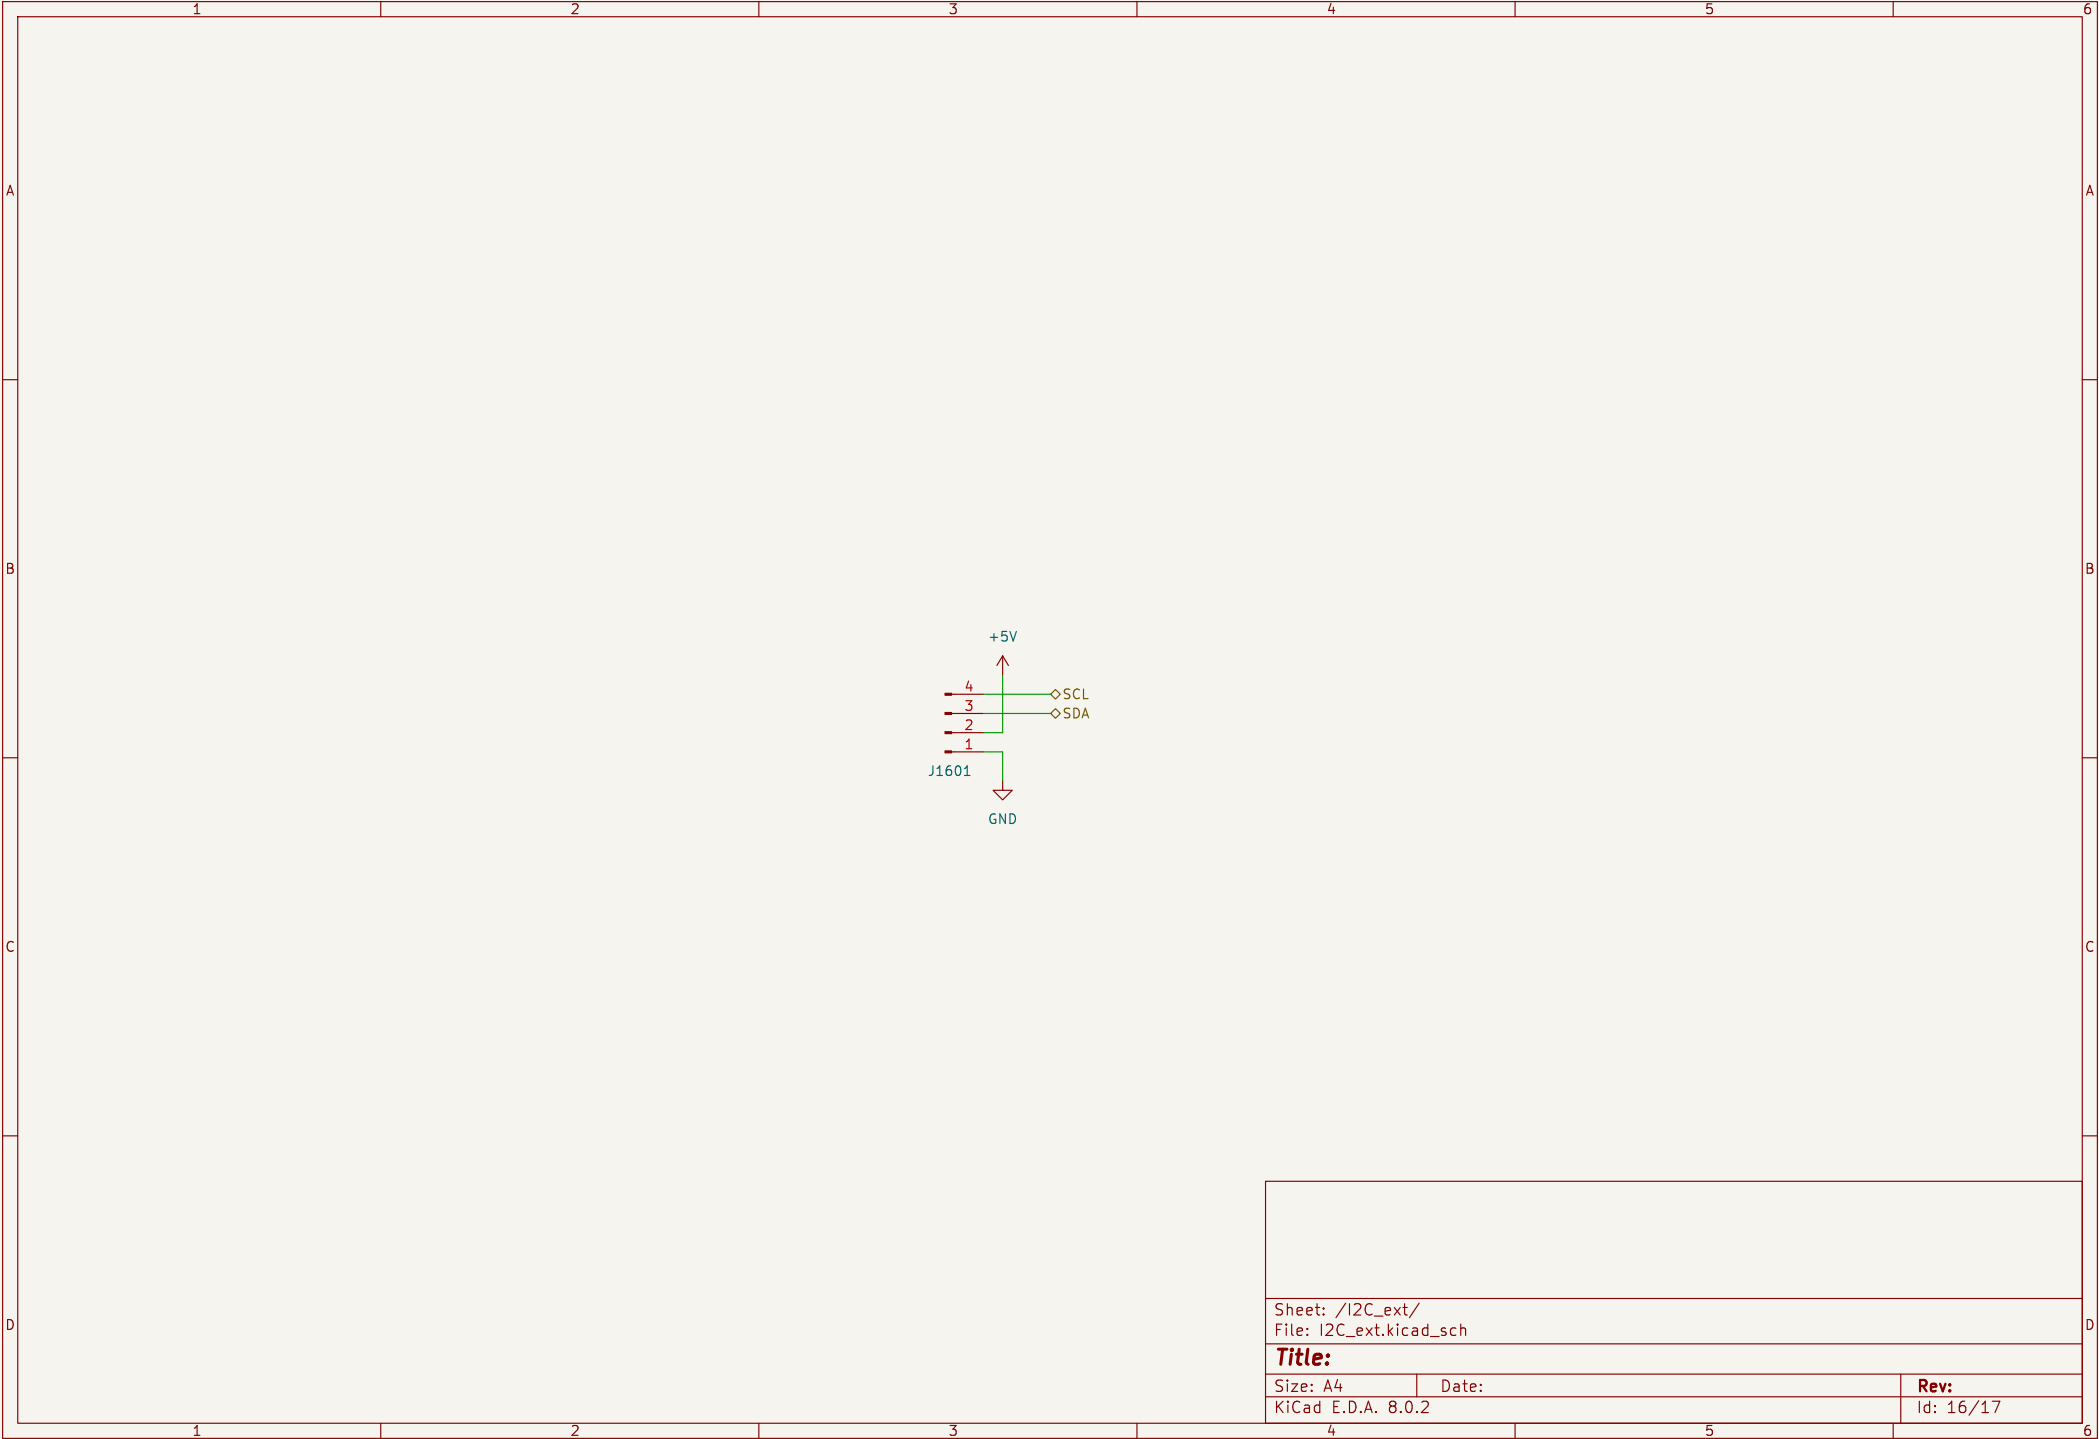 1 2 3 4 5 6
A A
B B
+5V
4 SCL
3 SDA
2
1
J1601
GND
C C
Sheet: /I2C_ext/
File: I2C_ext.kicad_sch
D D
Title:
Size: A4 Date: Rev:
KiCad E.D.A. 8.0.2 Id: 16/17
1 2 3 4 5 6